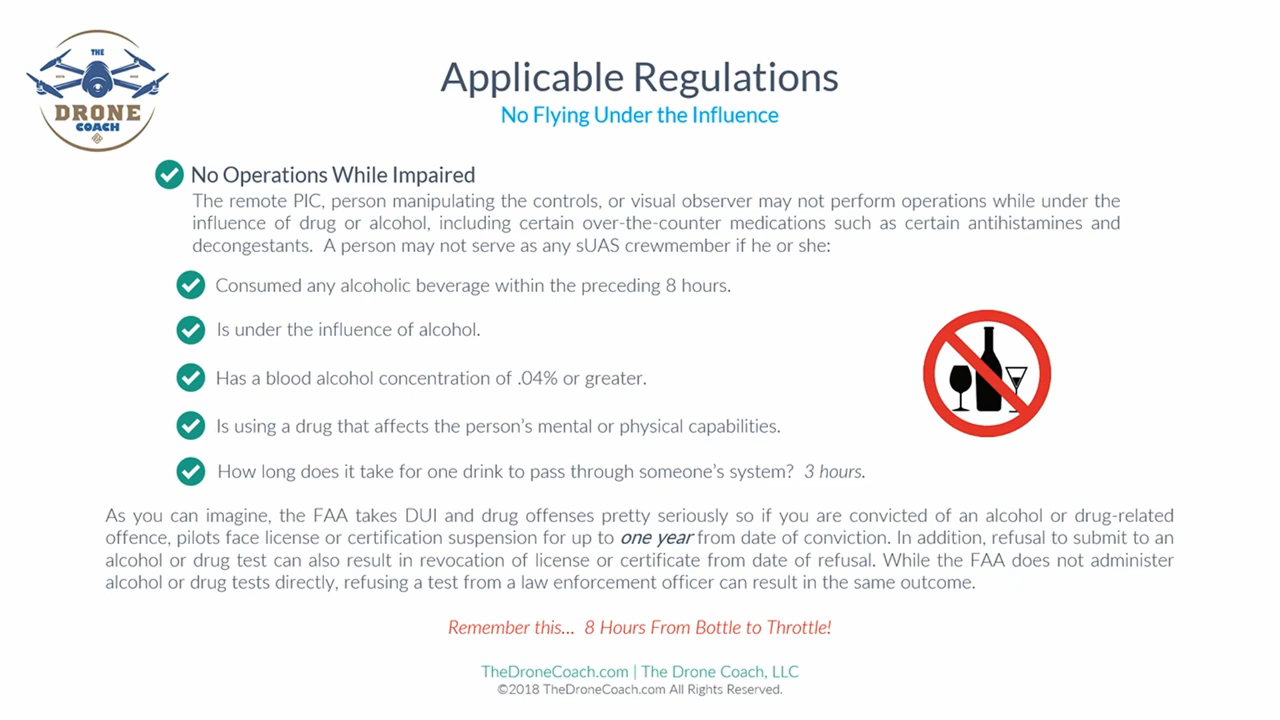 THE
DRONE
COACH
Applicable Regulations
No Flying Under the Influence
No Operations While Impaired
The remote PIC, person manipulating the controls, or visual observer may not perform operations while under the
influence of drug or alcohol, including certain over-the-counter medications such as certain antihistamines and
decongestants. A person may not serve as any sUAS crewmember if he or she:
Consumed any alcoholic beverage within the preceding 8 hours.
Is under the influence of alcohol.
Has a blood alcohol concentration of .04% or greater.
Is using a drug that affects the person's mental or physical capabilities.
How long does it take for one drink to pass through someone's system? 3 hours.
As you can imagine, the FAA takes DUI and drug offenses pretty seriously so if you are convicted of an alcohol or drug-related
offence, pilots face license or certification suspension for up to one year from date of conviction. In addition, refusal to submit to an
alcohol or drug test can also result in revocation of license or certificate from date of refusal. While the FAA does not administer
alcohol or drug tests directly, refusing a test from a law enforcement officer can result in the same outcome.
Remember this... 8 Hours From Bottle to Throttle!
TheDroneCoach.com | The Drone Coach, LLC
©2018 TheDroneCoach.com All Rights Reserved.